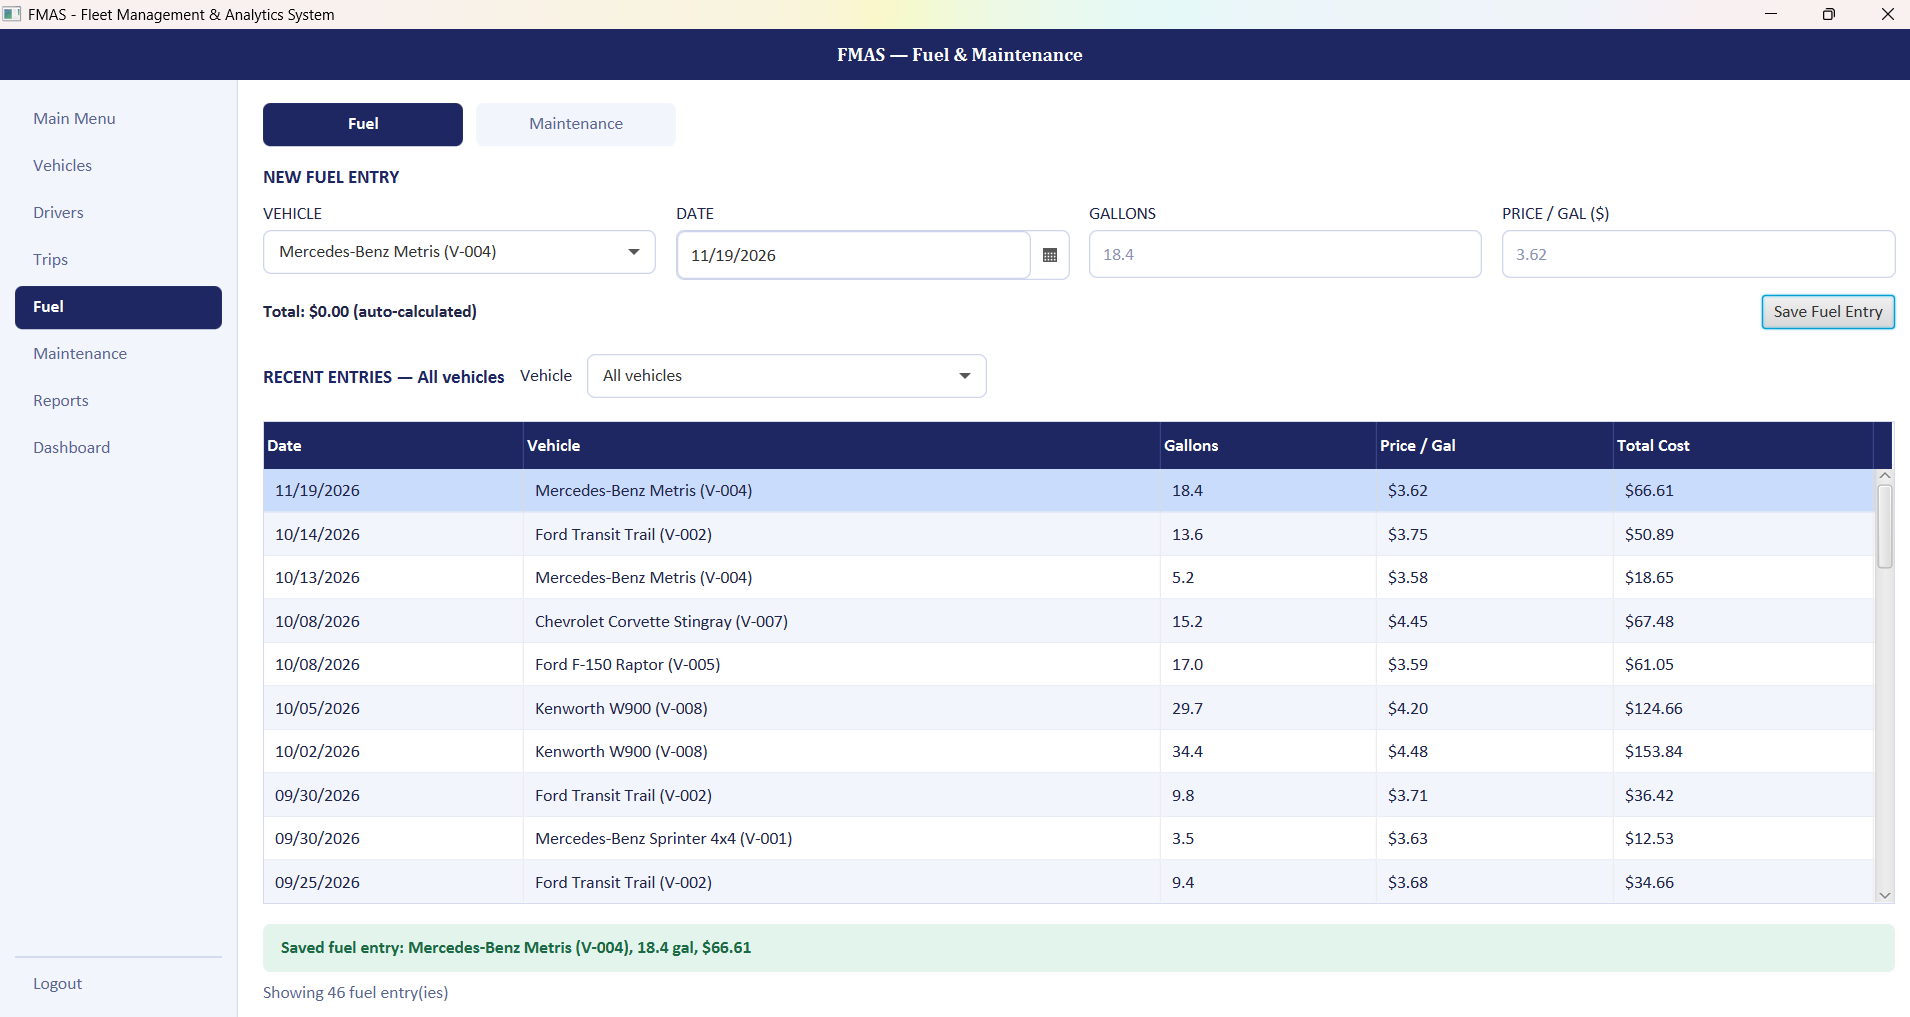 FMAS - Fleet Management & Analytics System
FMAS — Fuel & Maintenance
Main Menu
Vehicles
Drivers
Trips
Fuel
Maintenance
Reports
Dashboard
Logout
Fuel Maintenance
NEW FUEL ENTRY
VEHICLE DATE GALLONS PRICE / GAL ($)
Mercedes-Benz Metris (V-004) 11/19/2026 18.4 3.62
Total: $0.00 (auto-calculated) Save Fuel Entry
RECENT ENTRIES — All vehicles Vehicle All vehicles
Date Vehicle Gallons Price / Gal Total Cost
11/19/2026 Mercedes-Benz Metris (V-004) 18.4 $3.62 $66.61
10/14/2026 Ford Transit Trail (V-002) 13.6 $3.75 $50.89
10/13/2026 Mercedes-Benz Metris (V-004) 5.2 $3.58 $18.65
10/08/2026 Chevrolet Corvette Stingray (V-007) 15.2 $4.45 $67.48
10/08/2026 Ford F-150 Raptor (V-005) 17.0 $3.59 $61.05
10/05/2026 Kenworth W900 (V-008) 29.7 $4.20 $124.66
10/02/2026 Kenworth W900 (V-008) 34.4 $4.48 $153.84
09/30/2026 Ford Transit Trail (V-002) 9.8 $3.71 $36.42
09/30/2026 Mercedes-Benz Sprinter 4x4 (V-001) 3.5 $3.63 $12.53
09/25/2026 Ford Transit Trail (V-002) 9.4 $3.68 $34.66
Saved fuel entry: Mercedes-Benz Metris (V-004), 18.4 gal, $66.61
Showing 46 fuel entry(ies)